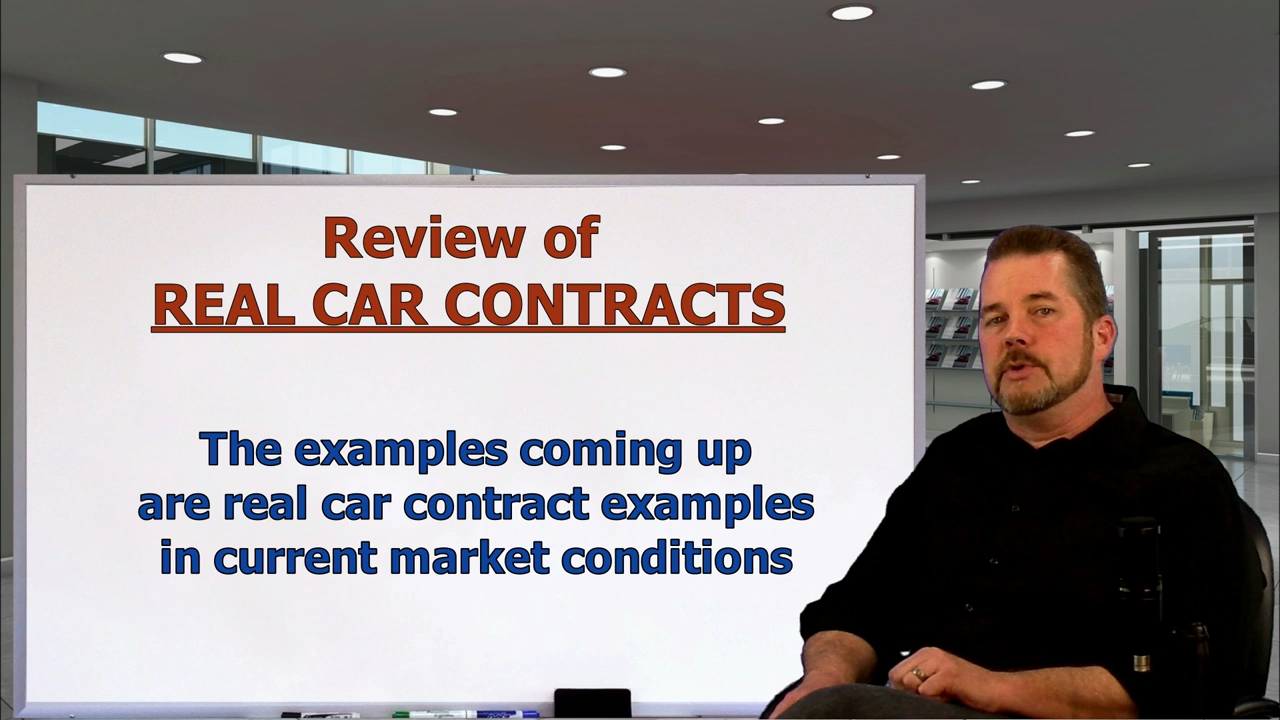 Review of
REAL CAR CONTRACTS
The examples coming up
are real car contract examples
in current market conditions